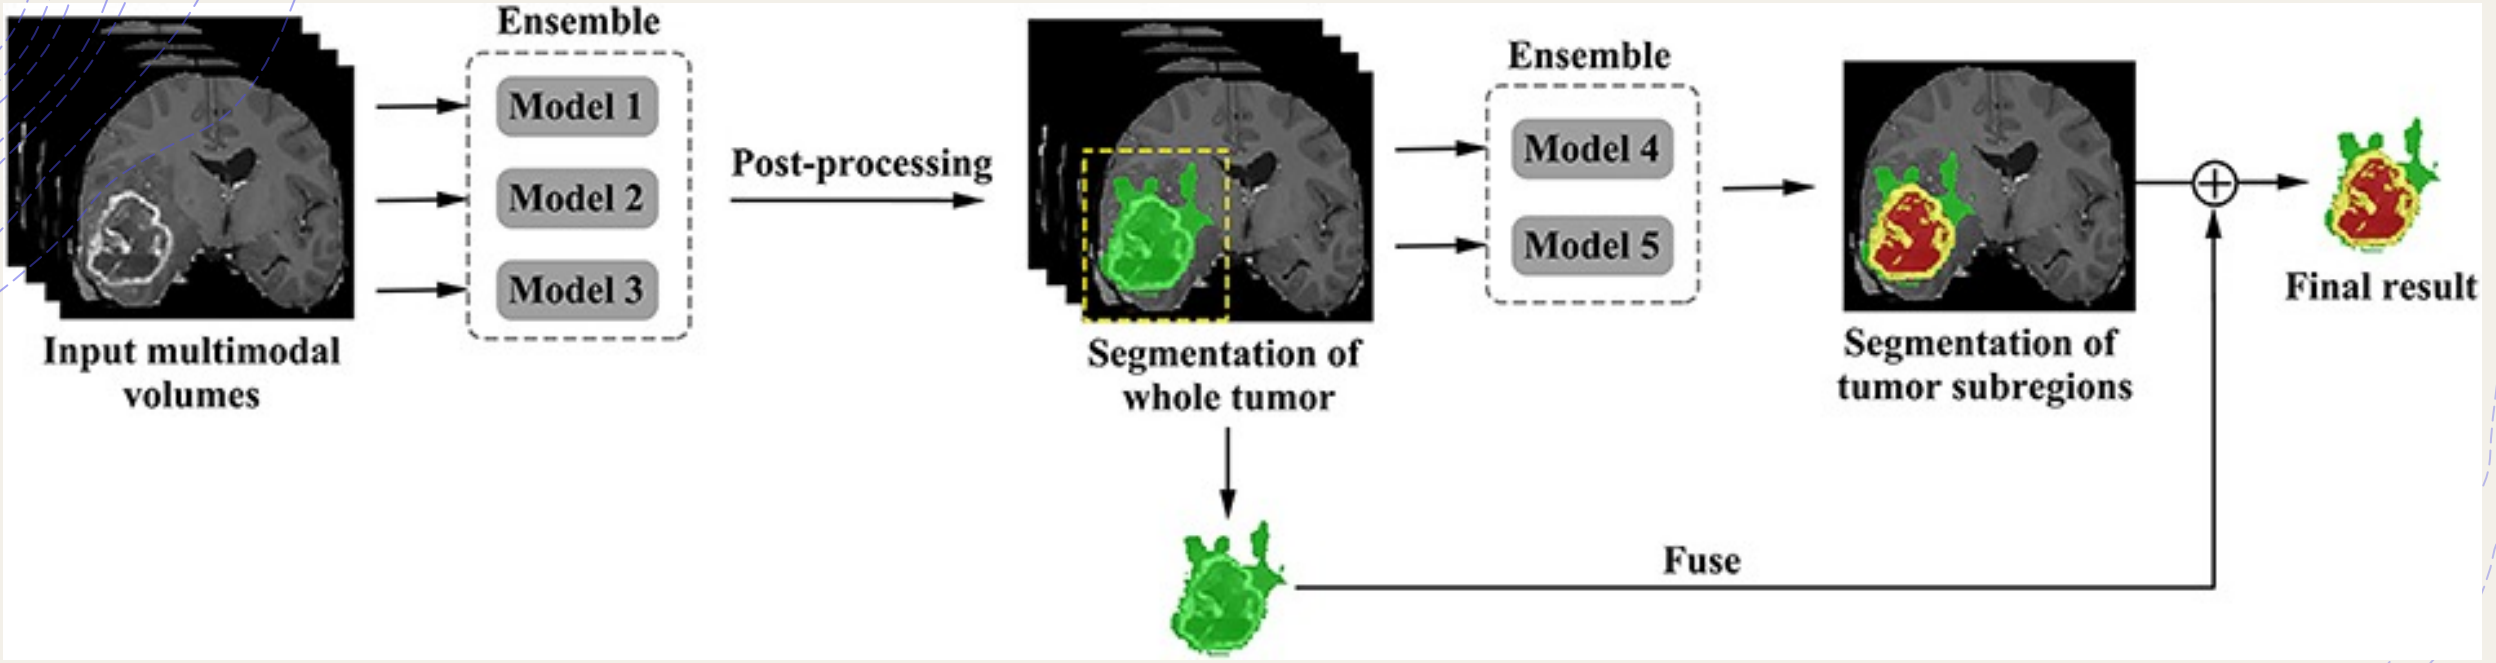 Ensemble
Model 1
Model 2
Model 3
Input multimodal
volumes
Post-processing
Segmentation of
whole tumor
Ensemble
Model 4
Model 5
Segmentation of
tumor subregions
Final result
Fuse